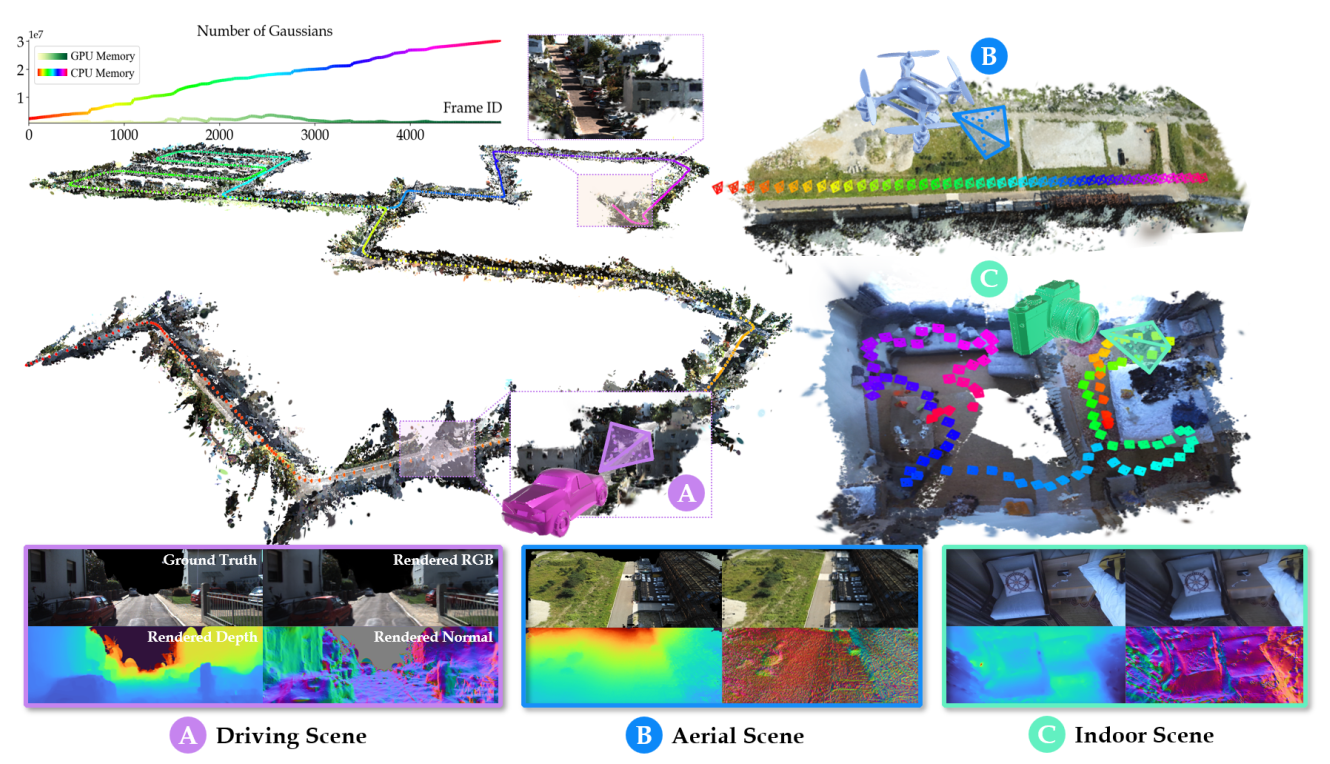 Number of Gaussians
3 1e7
2
1
GPU Memory
CPU Memory
Frame ID
0 1000 2000 3000 4000
B
C
A
Ground Truth Rendered RGB
Rendered Depth Rendered Normal
A Driving Scene
B Aerial Scene
C Indoor Scene